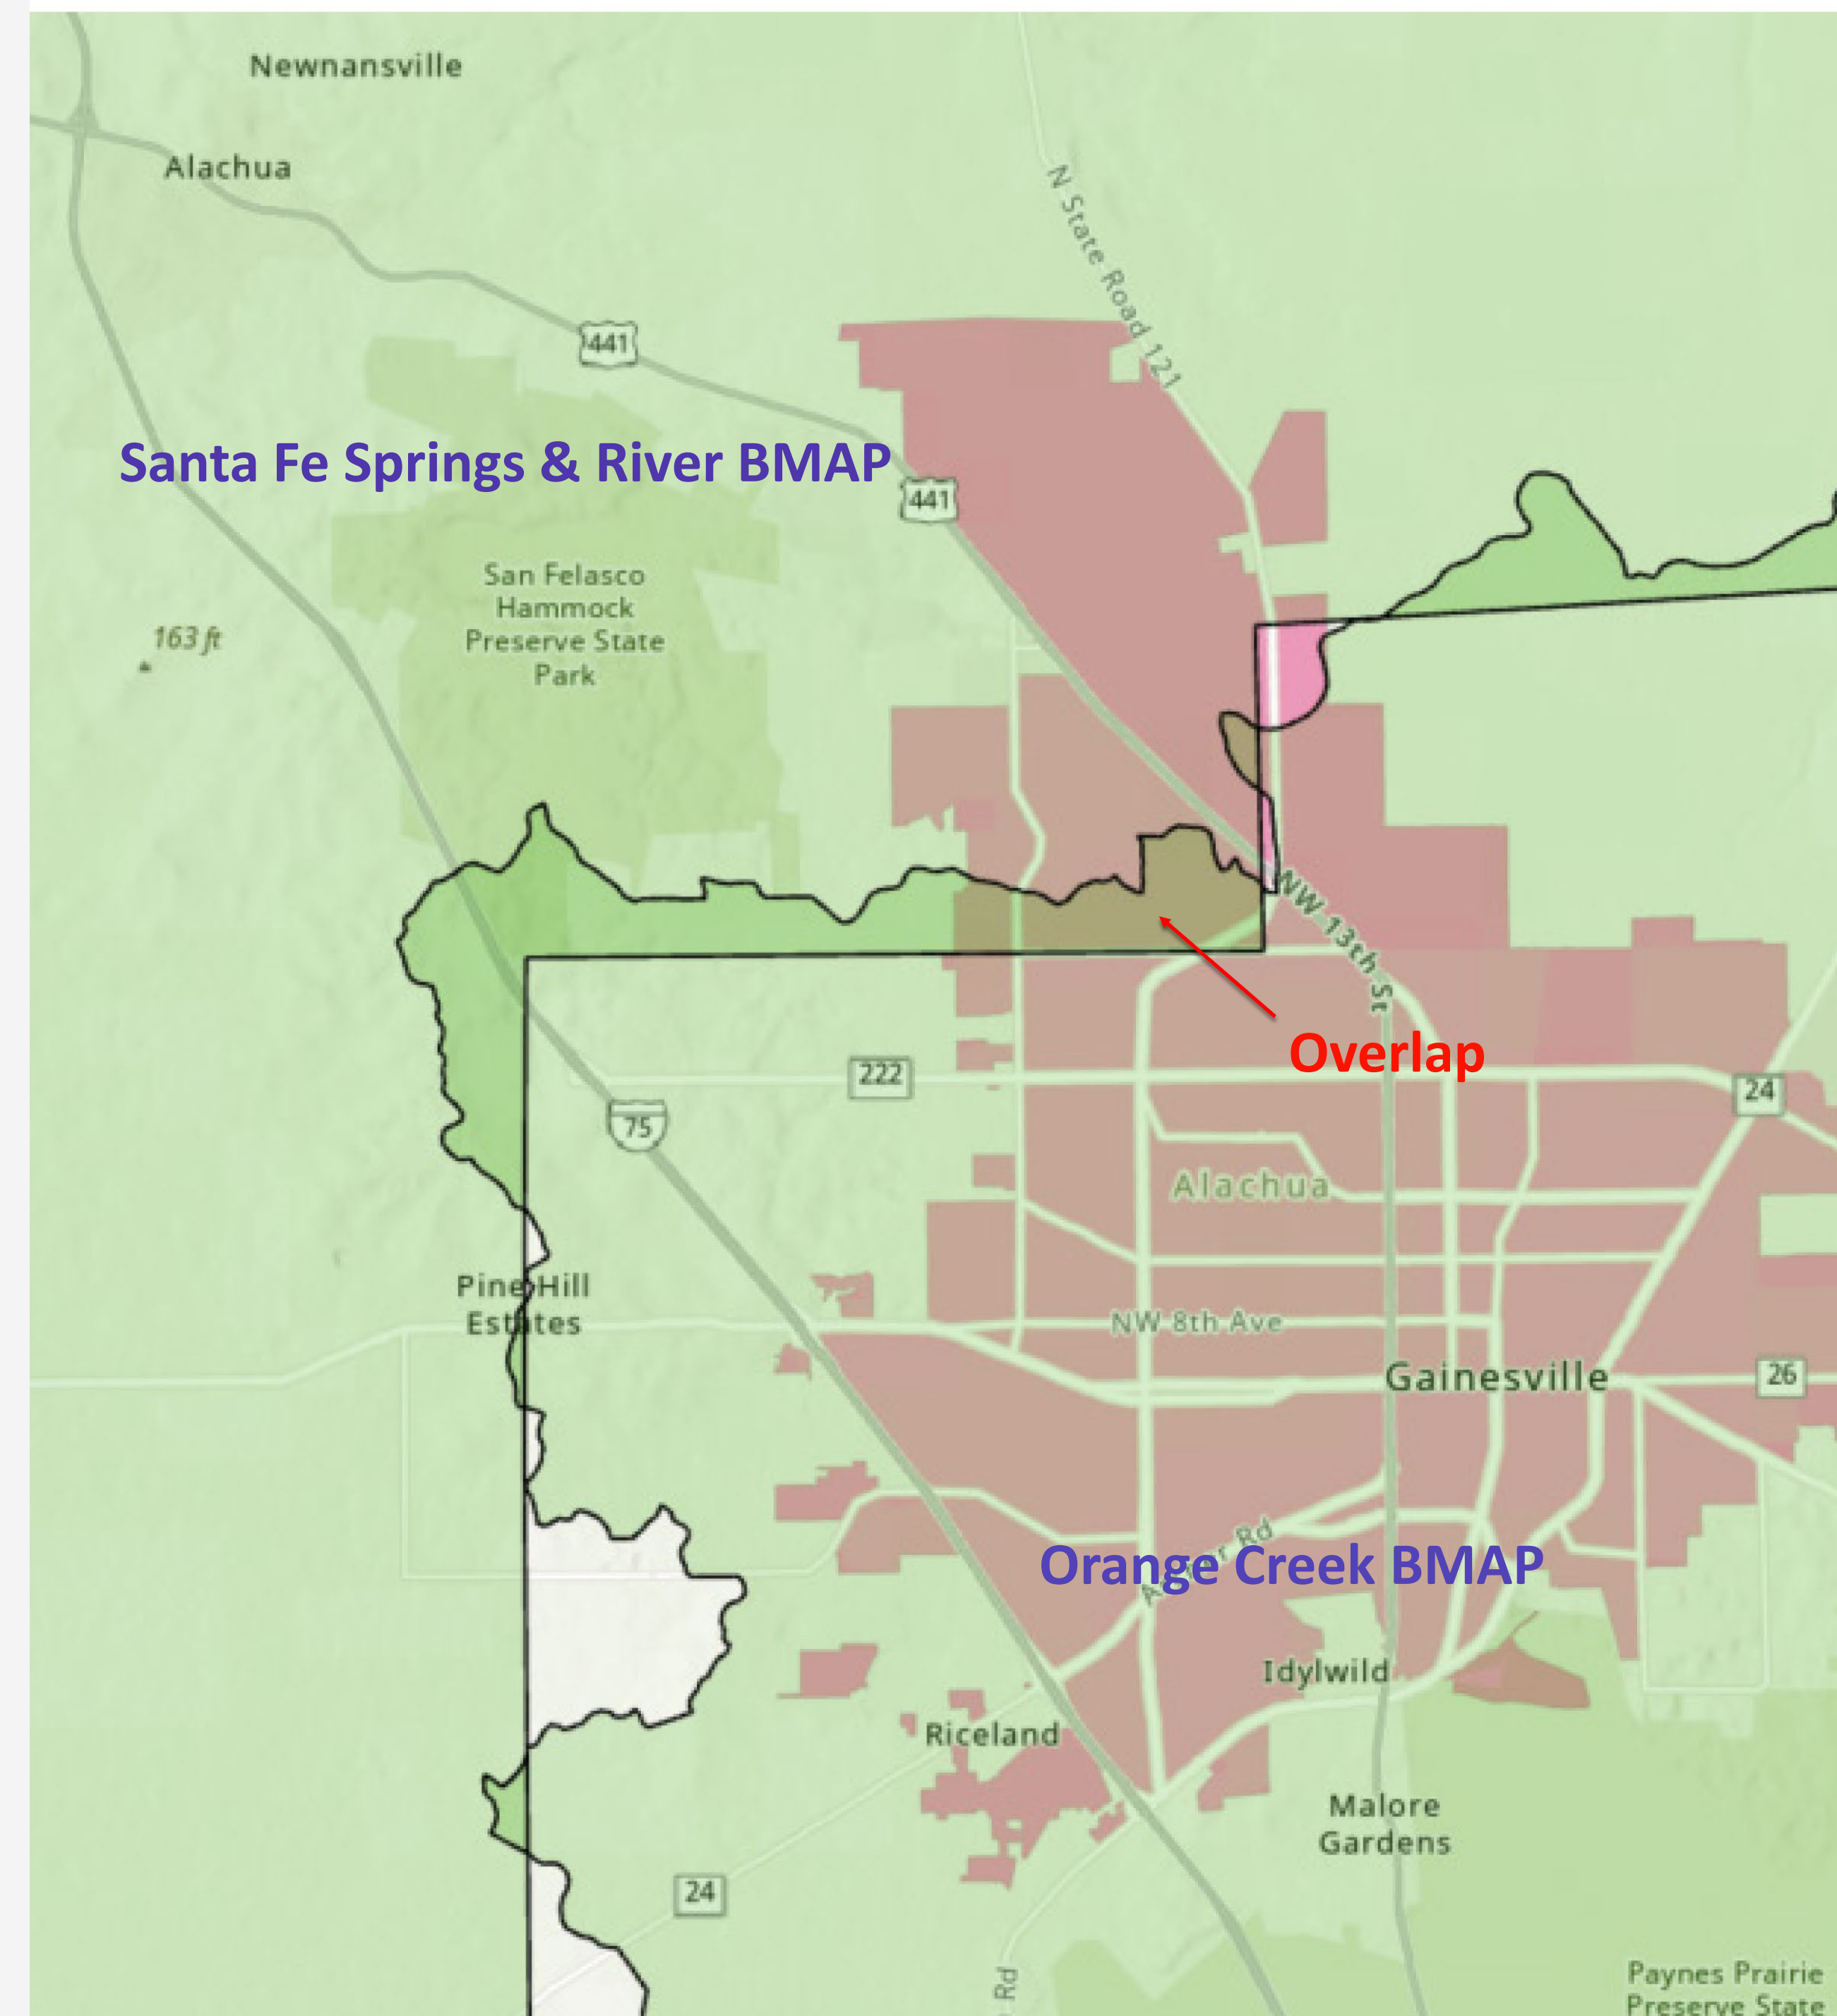 Newnansville
Alachua
N State Road 121
441
Santa Fe Springs & River BMAP
441
San Felasco
Hammock
Preserve State
Park
163 ft
NW 13th St
Overlap
222
24
75
Alachua
Pine Hill
Estates
NW 8th Ave
Gainesville
26
Rd
Orange Creek BMAP
Idylwild
Riceland
Malore
Gardens
24
Rd
Paynes Prairie
Preserve State